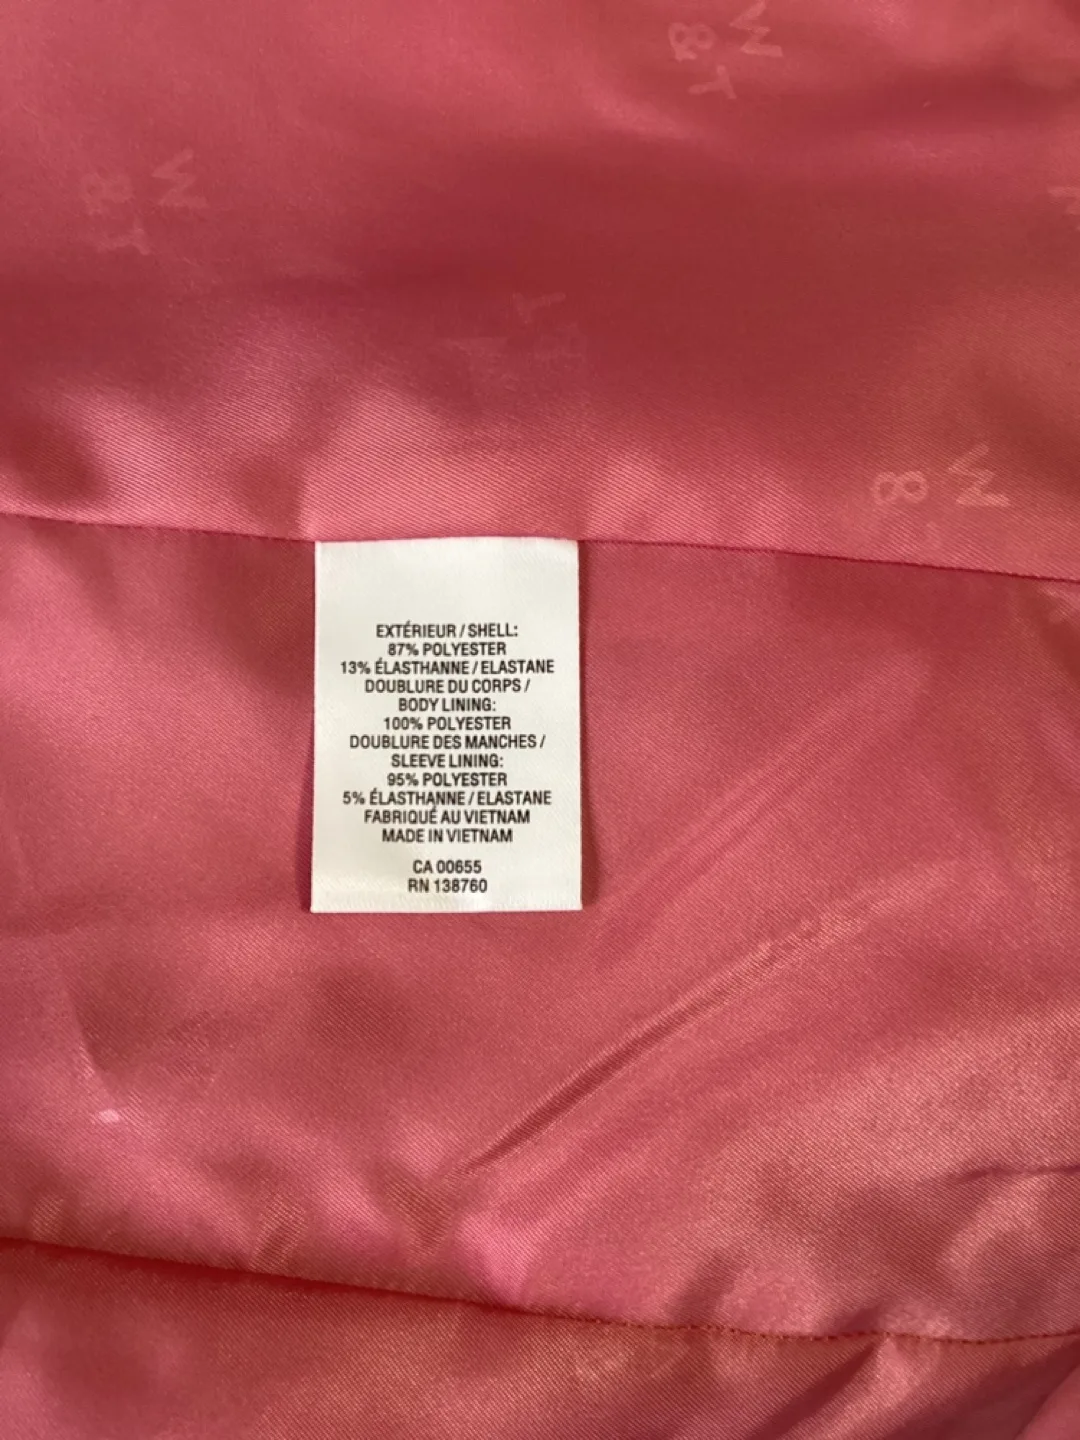 EXTÉRIEUR / SHELL:
87% POLYESTER
13% ÉLASTHANNE / ELASTANE
DOUBLURE DU CORPS /
BODY LINING:
100% POLYESTER
DOUBLURE DES MANCHES /
SLEEVE LINING:
95% POLYESTER
5% ÉLASTHANNE / ELASTANE
FABRIQUÉ AU VIETNAM
MADE IN VIETNAM
CA 00655
RN 138760